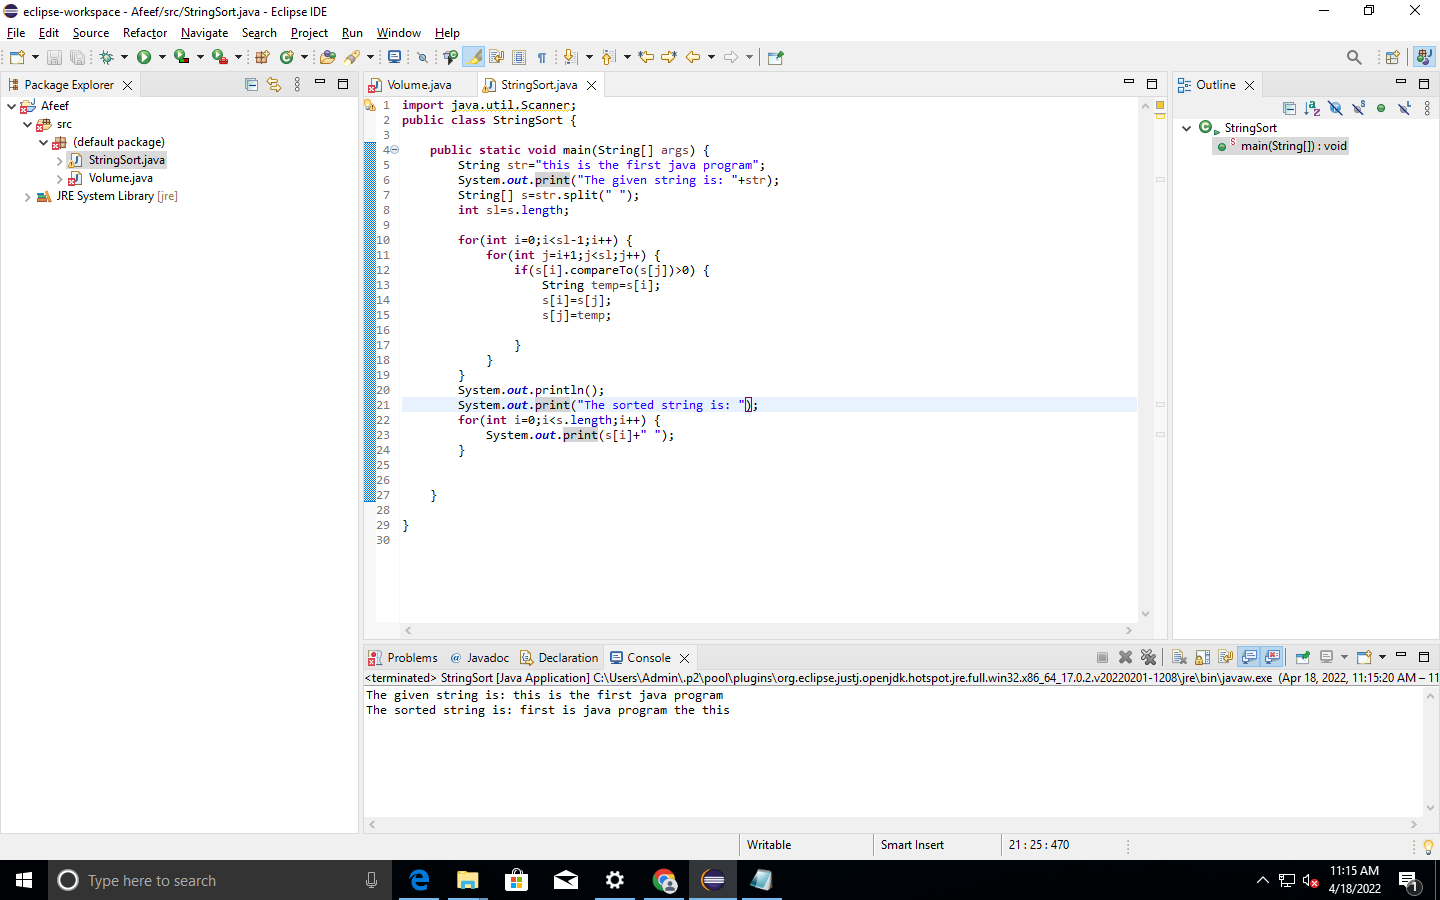 eclipse-workspace - Afeef/src/StringSort.java - Eclipse IDE
File Edit Source Refactor Navigate Search Project Run Window Help
Package Explorer
Afeef
src
(default package)
StringSort.java
Volume.java
JRE System Library [jre]
Volume.java StringSort.java
1 import java.util.Scanner;
2 public class StringSort {
3
4 public static void main(String[] args) {
5 String str="this is the first java program";
6 System.out.print("The given string is: "+str);
7 String[] s=str.split(" ");
8 int sl=s.length;
9
10 for(int i=0;i<sl-1;i++) {
11 for(int j=i+1;j<sl;j++) {
12 if(s[i].compareTo(s[j])>0) {
13 String temp=s[i];
14 s[i]=s[j];
15 s[j]=temp;
16
17 }
18 }
19 }
20 System.out.println();
21 System.out.print("The sorted string is: ");
22 for(int i=0;i<s.length;i++) {
23 System.out.print(s[i]+" ");
24 }
25
26
27 }
28
29 }
30
Outline
StringSort
main(String[]) : void
Problems @ Javadoc Declaration Console
<terminated> StringSort [Java Application] C:\Users\Admin\.p2\pool\plugins\org.eclipse.justj.openjdk.hotspot.jre.full.win32.x86_64_17.0.2.v20220201-1208\jre\bin\javaw.exe (Apr 18, 2022, 11:15:20 AM – 11
The given string is: this is the first java program
The sorted string is: first is java program the this
Writable Smart Insert 21 : 25 : 470
Type here to search
11:15 AM
4/18/2022
1